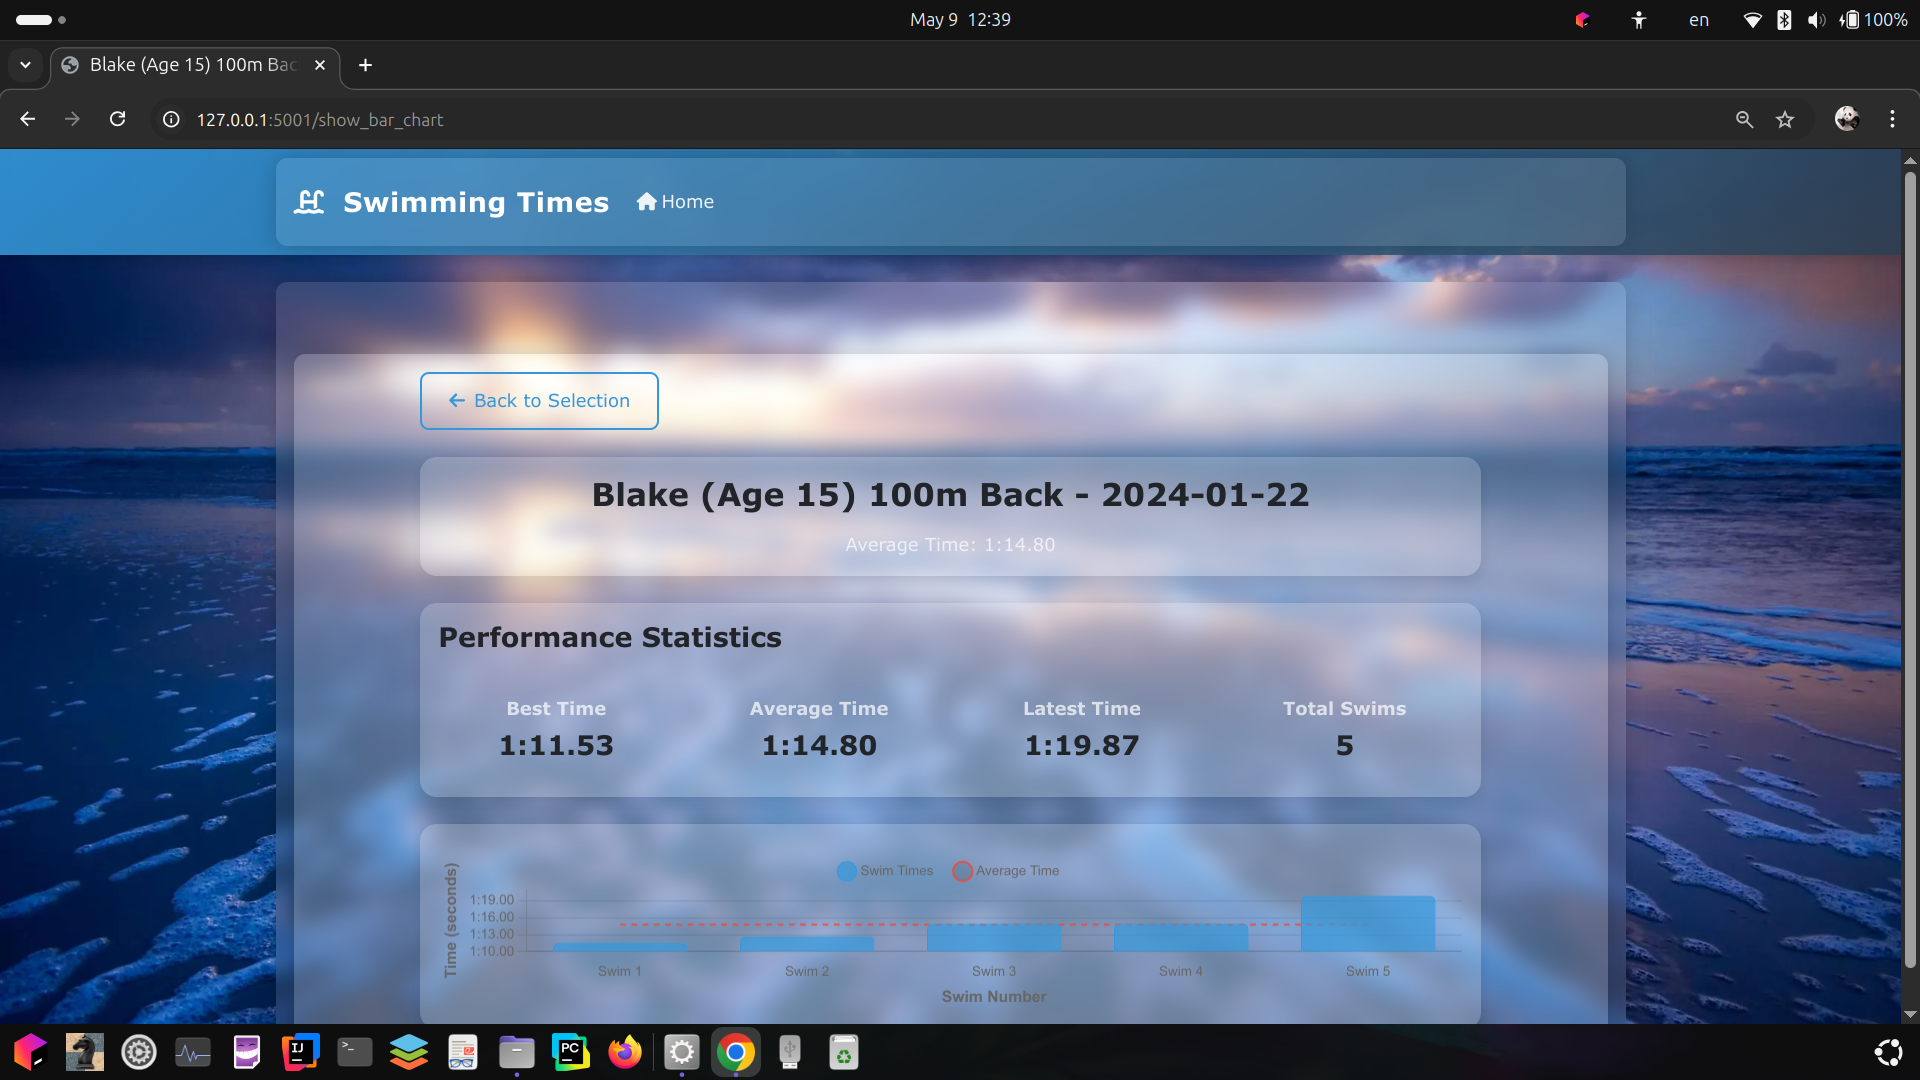 May 9 12:39
en
100%
Blake (Age 15) 100m Bac
127.0.0.1:5001/show_bar_chart
Swimming Times
Home
Back to Selection
Blake (Age 15) 100m Back - 2024-01-22
Average Time: 1:14.80
Performance Statistics
Best Time Average Time Latest Time Total Swims
1:11.53 1:14.80 1:19.87 5
Swim Times Average Time
Time (seconds)
1:19.00
1:16.00
1:13.00
1:10.00
Swim 1 Swim 2 Swim 3 Swim 4 Swim 5
Swim Number
IJ
>_
PC